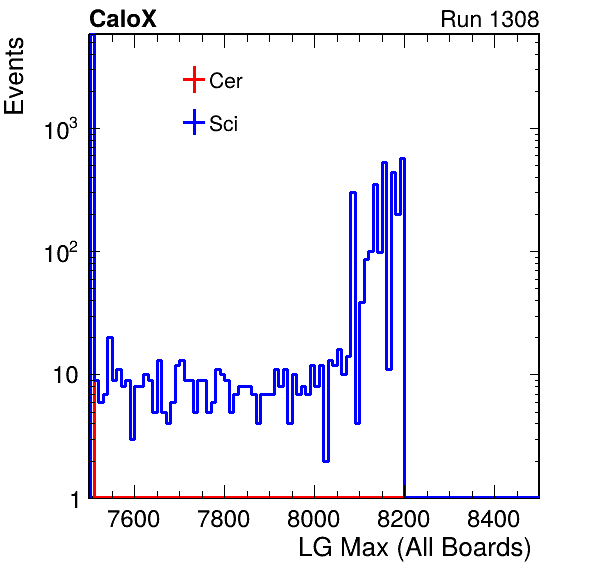 CaloX Run 1308
Events
Cer
Sci
10³
10²
10
1
7600 7800 8000 8200 8400
LG Max (All Boards)